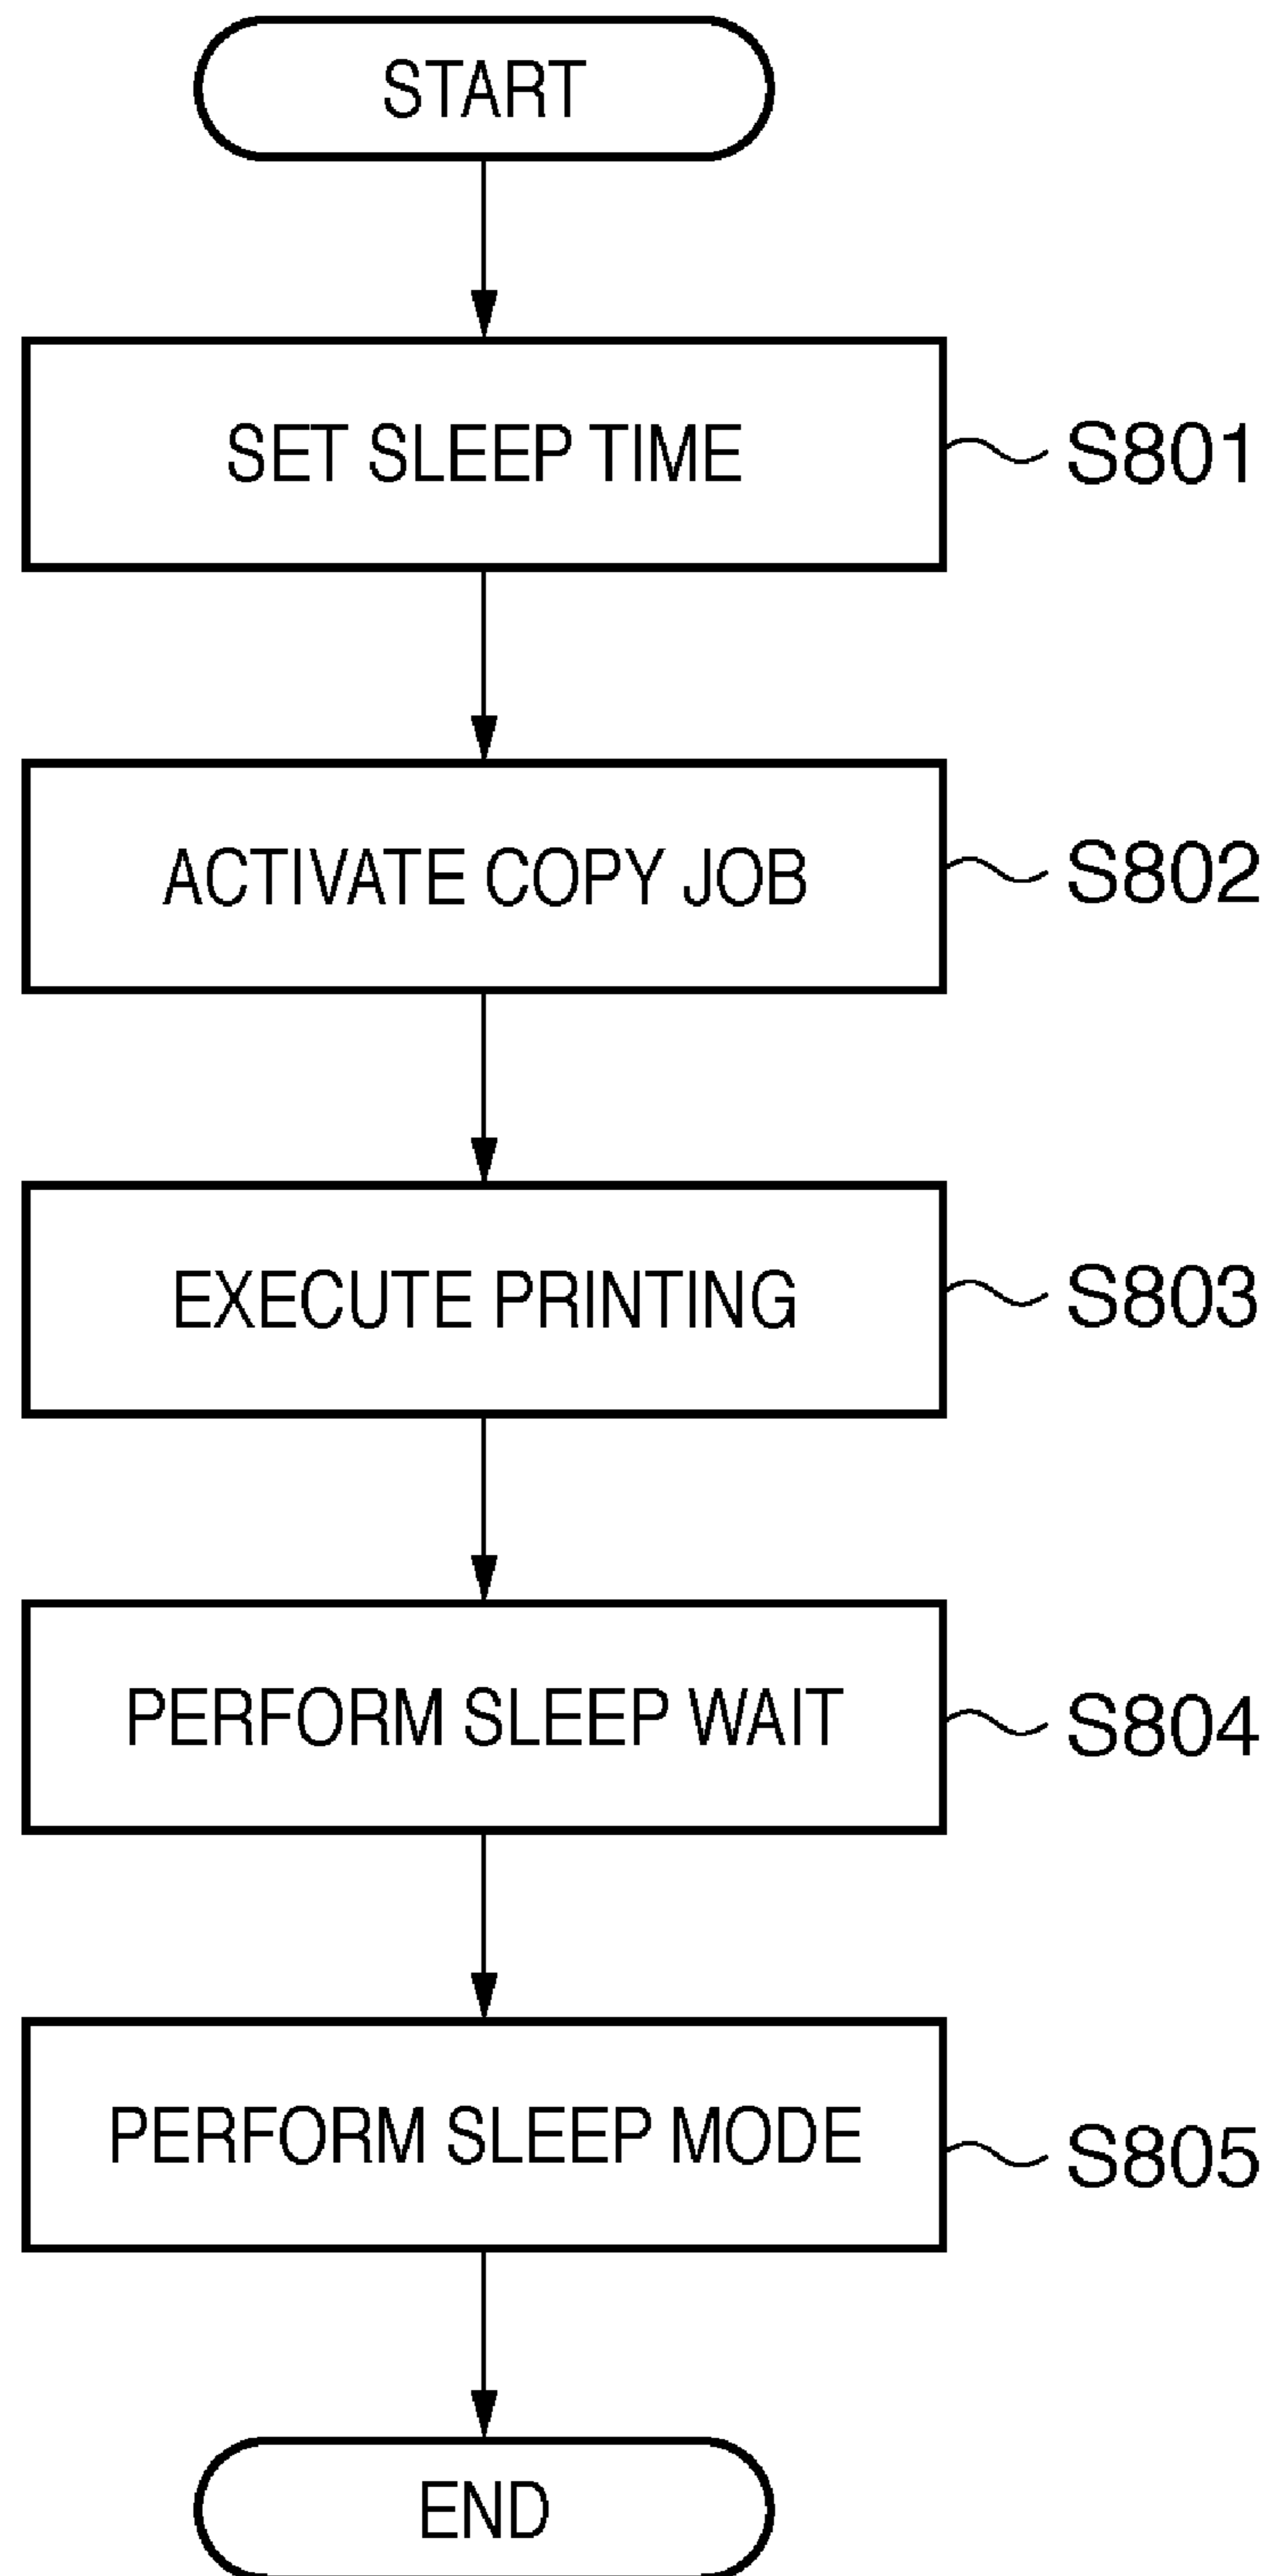 START
SET SLEEP TIME S801
ACTIVATE COPY JOB S802
EXECUTE PRINTING S803
PERFORM SLEEP WAIT S804
PERFORM SLEEP MODE S805
END